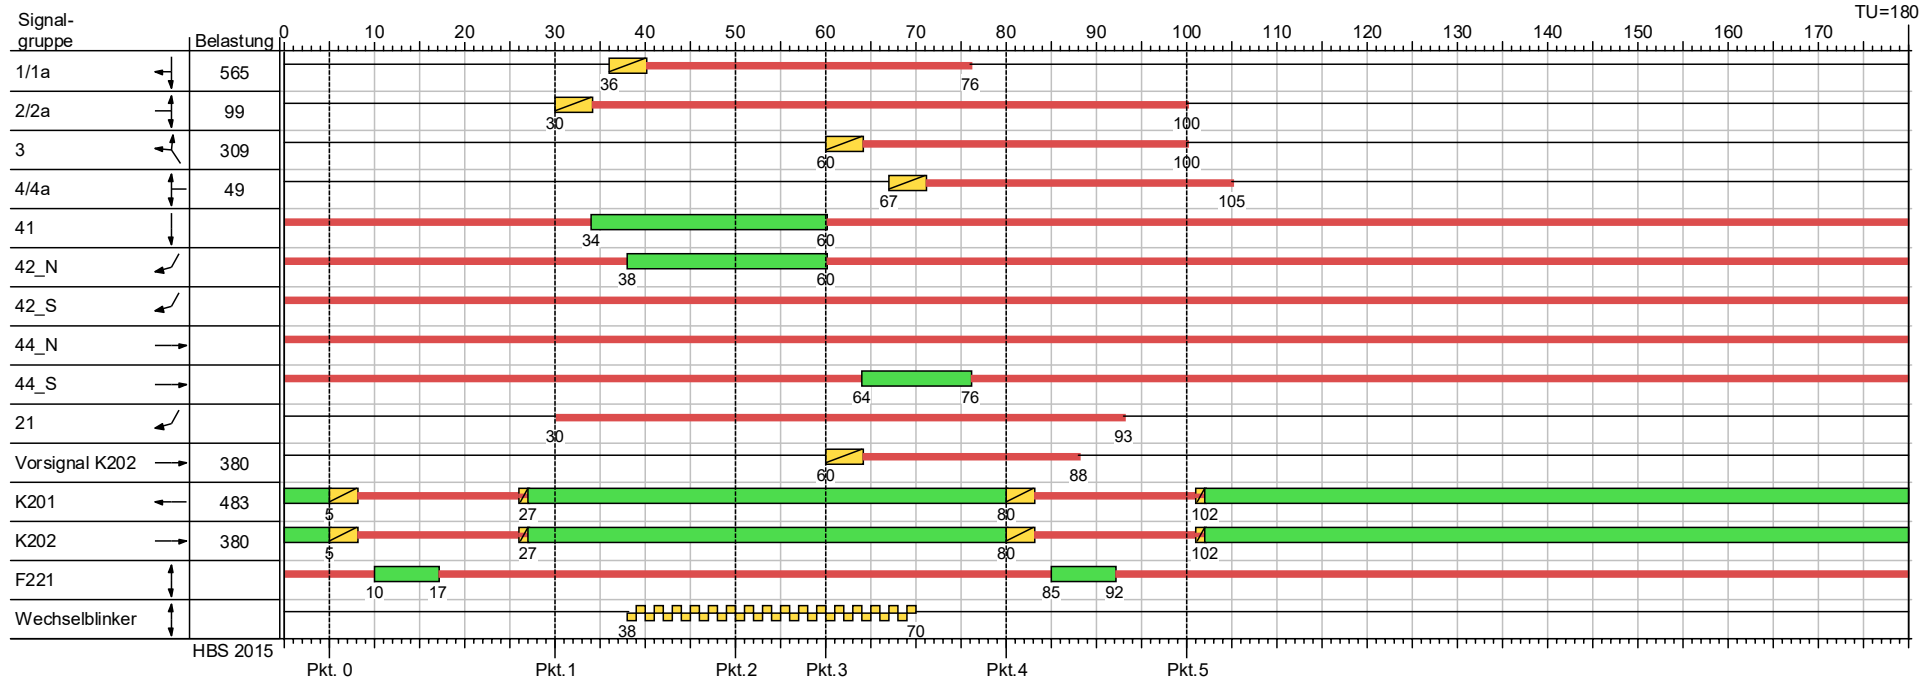 TU=180
Signal-
gruppe Belastung 0 10 20 30 40 50 60 70 80 90 100 110 120 130 140 150 160 170
1/1a 565
36 76
2/2a 99
30 100
3 309
60 100
4/4a 49
67 105
41
34 60
42_N
38 60
42_S
44_N
44_S
64 76
21
30 93
Vorsignal K202 380
60 88
K201 483
5 27 80 102
K202 380
5 27 80 102
F221
10 17 85 92
Wechselblinker
38 70
HBS 2015
Pkt. 0 Pkt.1 Pkt.2 Pkt.3 Pkt.4 Pkt.5